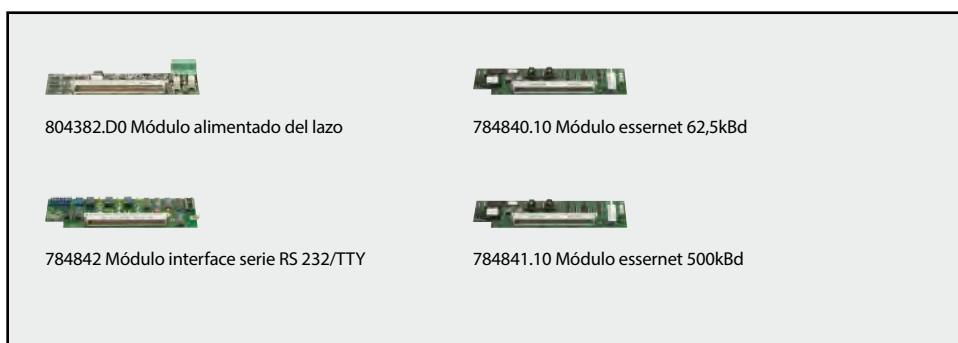 804382.D0 Módulo alimentado del lazo
784840.10 Módulo essernet 62,5kBd
784842 Módulo interface serie RS 232/TTY
784841.10 Módulo essernet 500kBd